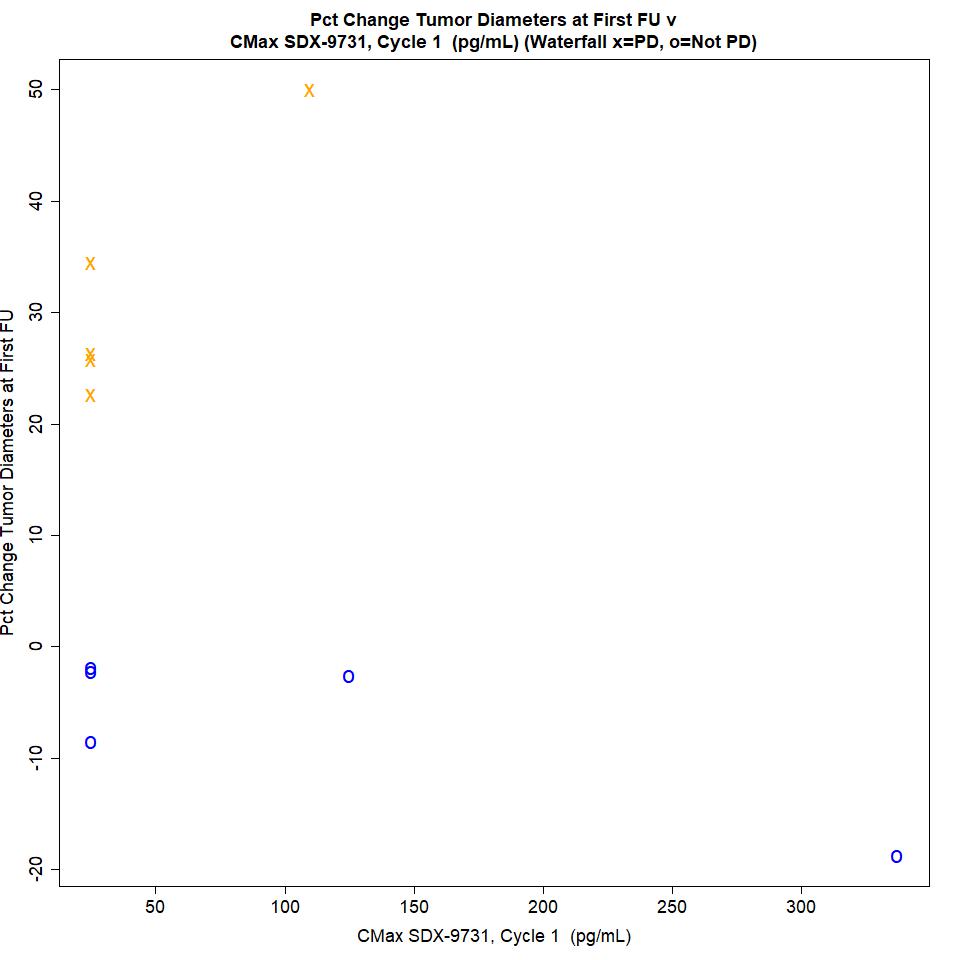 Pct Change Tumor Diameters at First FU v
CMax SDX-9731, Cycle 1  (pg/mL) (Waterfall x=PD, o=Not PD)
Pct Change Tumor Diameters at First FU
50
40
30
20
10
0
-10
-20
X
X
X
X
X
O
O
O
O
O
50
100
150
200
250
300
CMax SDX-9731, Cycle 1  (pg/mL)